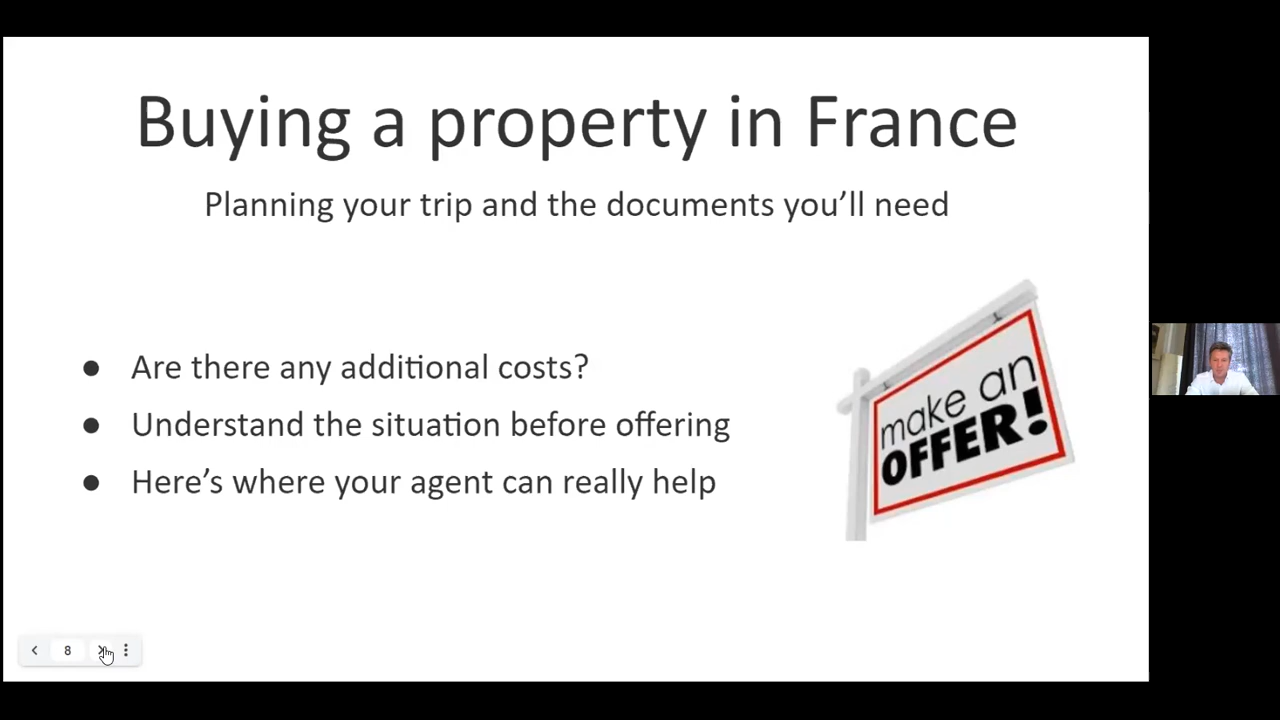 Buying a property in France
Planning your trip and the documents you’ll need
● Are there any additional costs?
● Understand the situation before offering
● Here’s where your agent can really help
make an
OFFER!
8